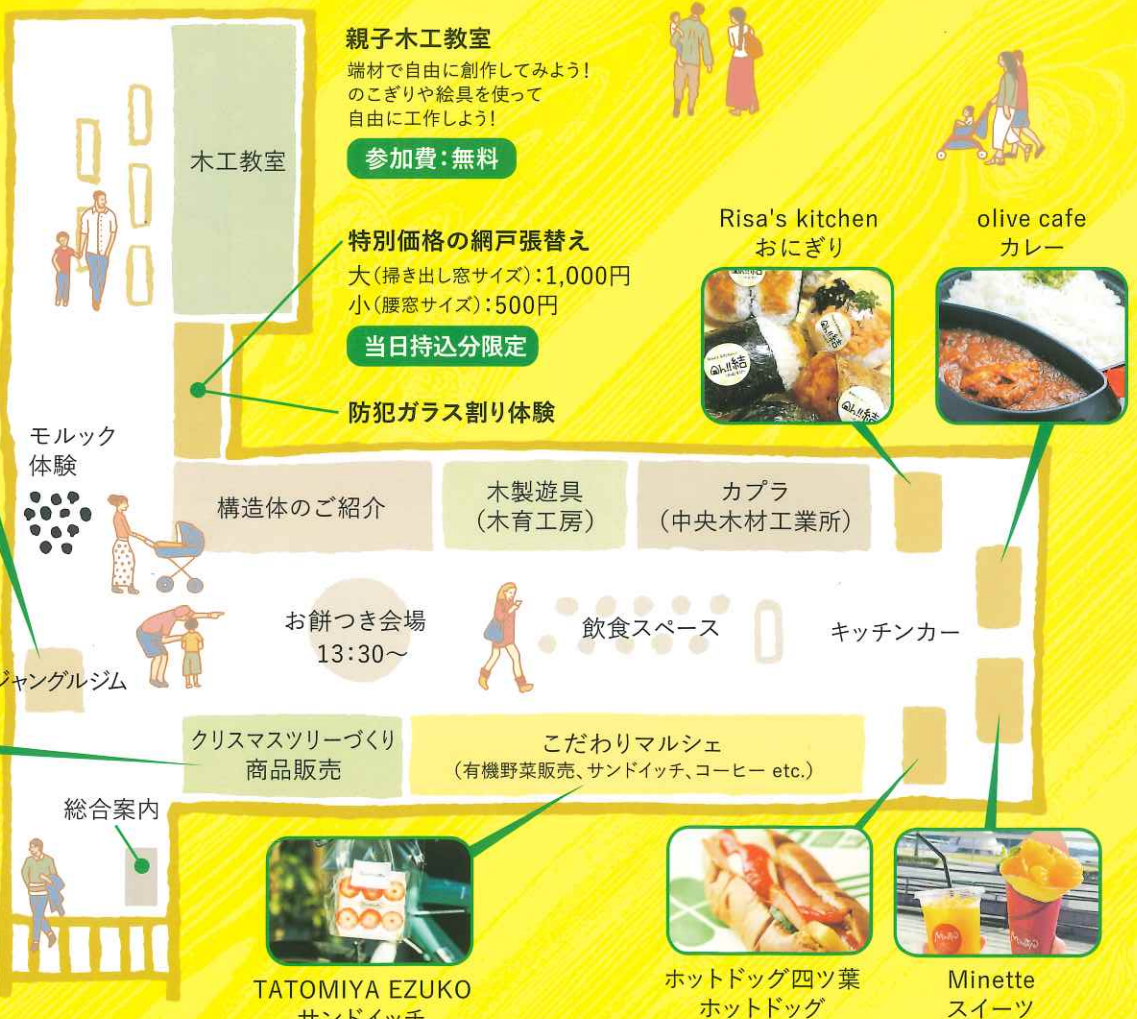 親子木工教室
端材で自由に創作してみよう!
のこぎりや絵具を使って
自由に工作しよう!
参加費:無料
木工教室
特別価格の網戸張替え
大(掃き出し窓サイズ):1,000円
小(腰窓サイズ):500円
当日持込分限定
防犯ガラス割り体験
Risa's kitchen
おにぎり
olive cafe
カレー
モルック
体験
構造体のご紹介
木製遊具
(木育工房)
カプラ
(中央木材工業所)
お餅つき会場
13:30〜
飲食スペース
キッチンカー
ジャングルジム
クリスマスツリーづくり
商品販売
こだわりマルシェ
(有機野菜販売、サンドイッチ、コーヒー etc.)
総合案内
TATOMIYA EZUKO
サンドイッチ
ホットドッグ四ツ葉
ホットドッグ
Minette
スイーツ